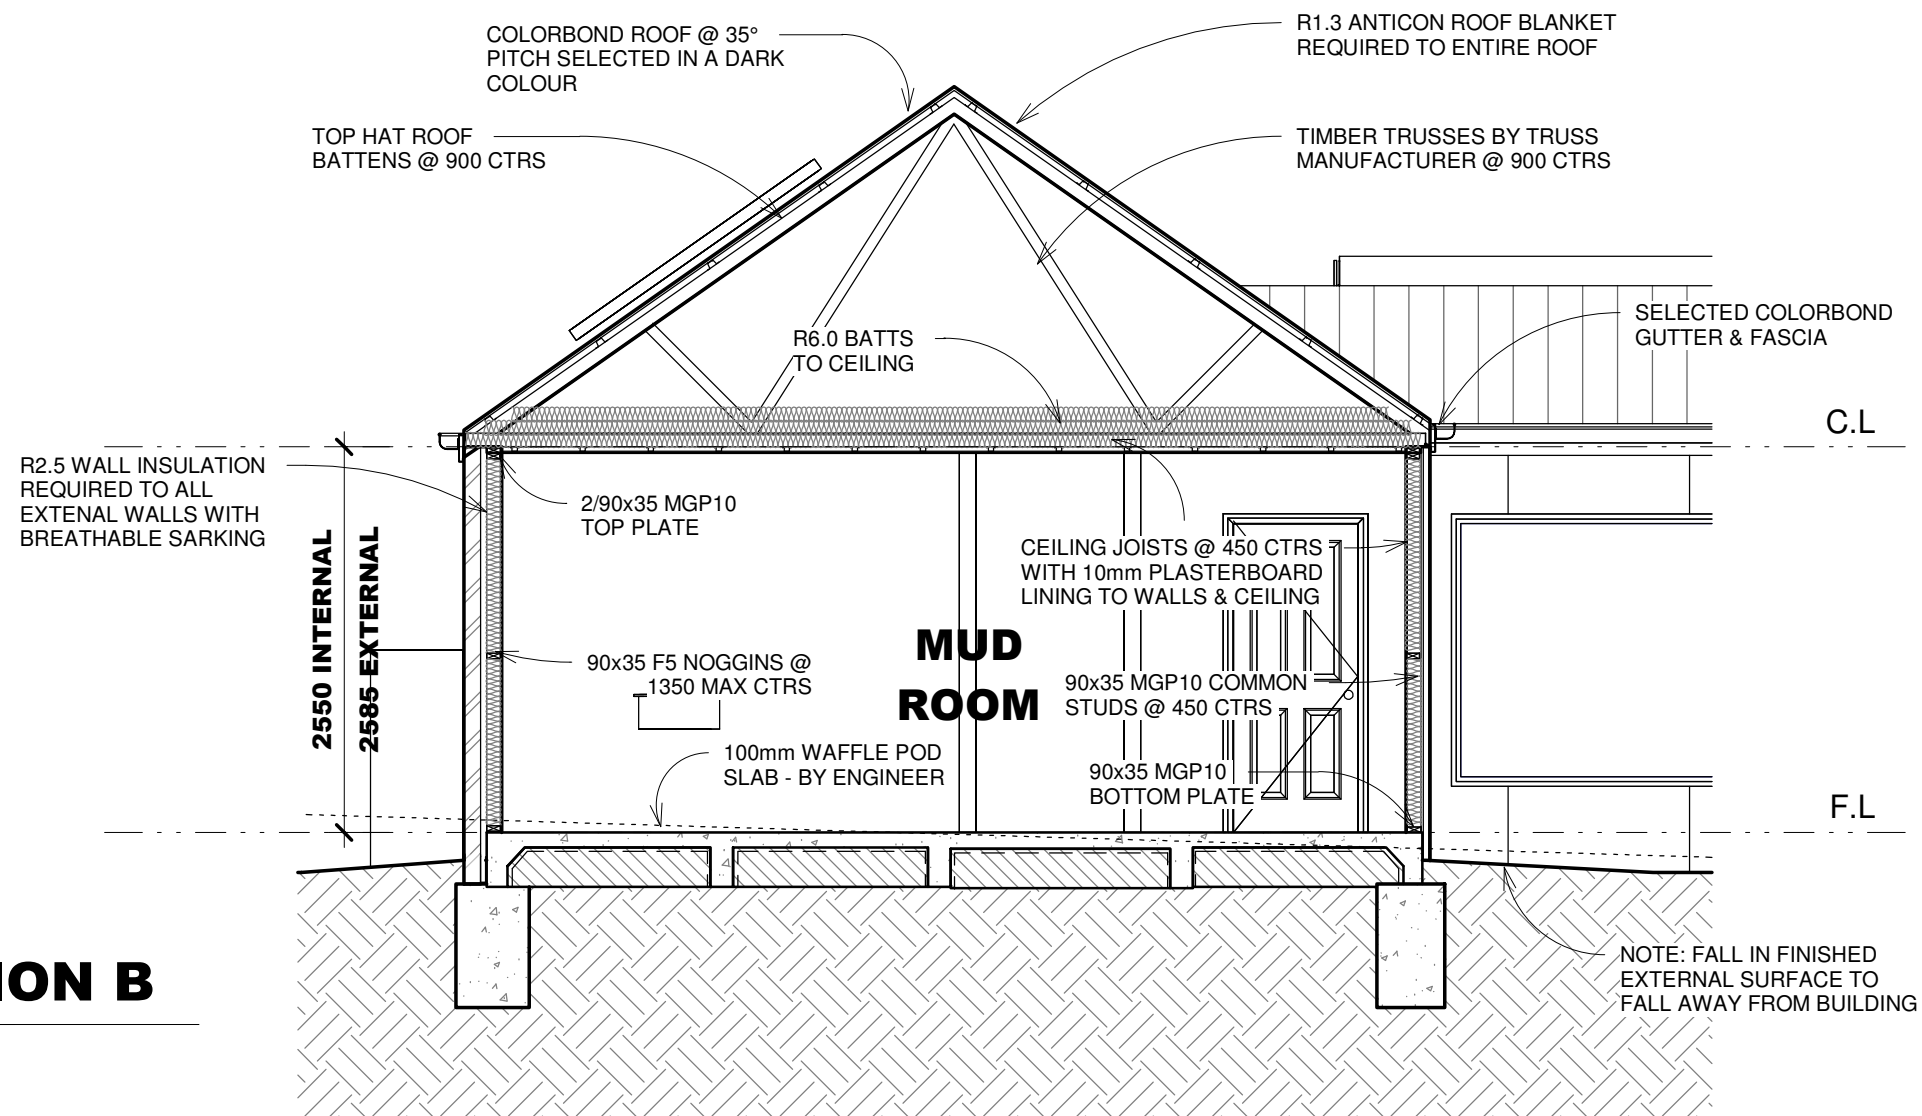 COLORBOND ROOF @ 35°
PITCH SELECTED IN A DARK
COLOUR
R1.3 ANTICON ROOF BLANKET
REQUIRED TO ENTIRE ROOF
TOP HAT ROOF
BATTENS @ 900 CTRS
TIMBER TRUSSES BY TRUSS
MANUFACTURER @ 900 CTRS
R6.0 BATTS
TO CEILING
SELECTED COLORBOND
GUTTER & FASCIA
C.L
R2.5 WALL INSULATION
REQUIRED TO ALL
EXTENAL WALLS WITH
BREATHABLE SARKING
2/90x35 MGP10
TOP PLATE
2550 INTERNAL
2585 EXTERNAL
CEILING JOISTS @ 450 CTRS
WITH 10mm PLASTERBOARD
LINING TO WALLS & CEILING
MUD
ROOM
90x35 F5 NOGGINS @
1350 MAX CTRS
90x35 MGP10 COMMON
STUDS @ 450 CTRS
100mm WAFFLE POD
SLAB - BY ENGINEER
90x35 MGP10
BOTTOM PLATE
F.L
ION B
NOTE: FALL IN FINISHED
EXTERNAL SURFACE TO
FALL AWAY FROM BUILDING